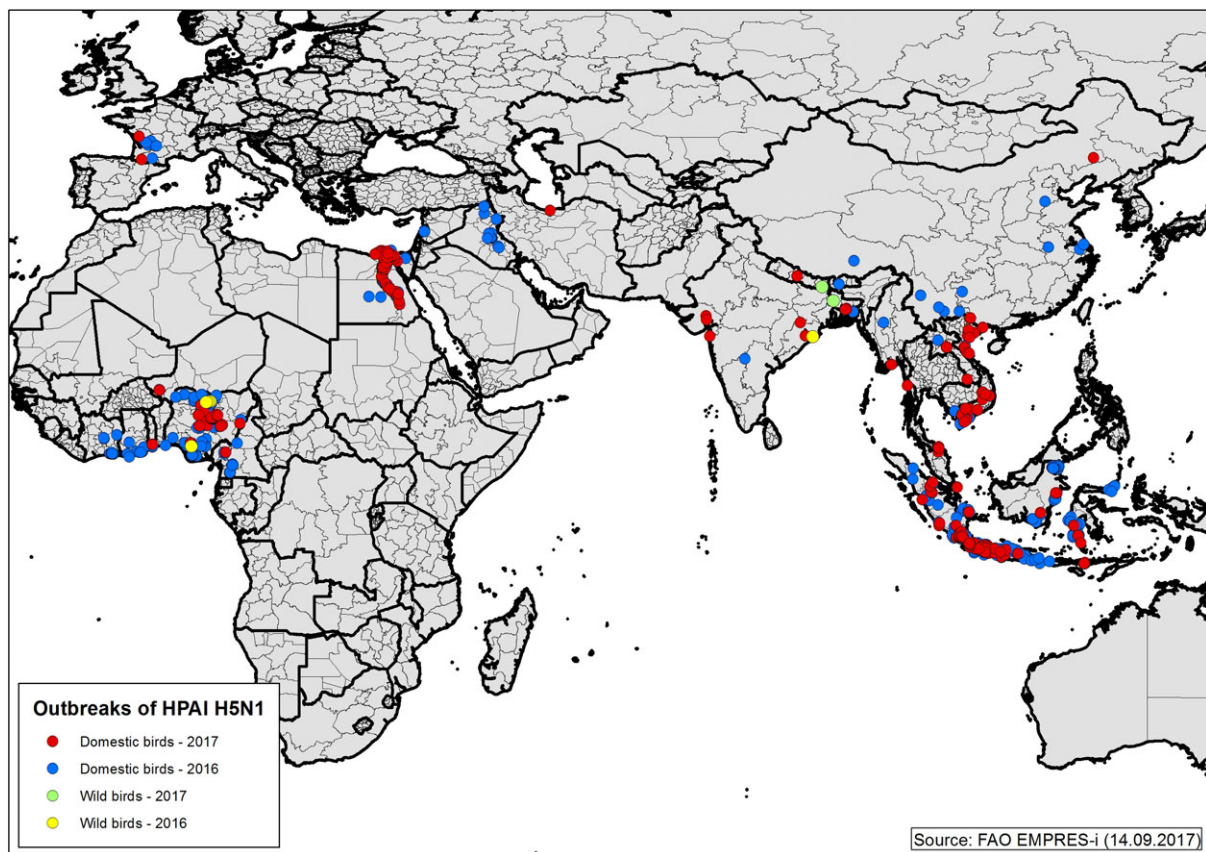 Outbreaks of HPAI H5N1
Domestic birds - 2017
Domestic birds - 2016
Wild birds - 2017
Wild birds - 2016
Source: FAO EMPRES-i (14.09.2017)